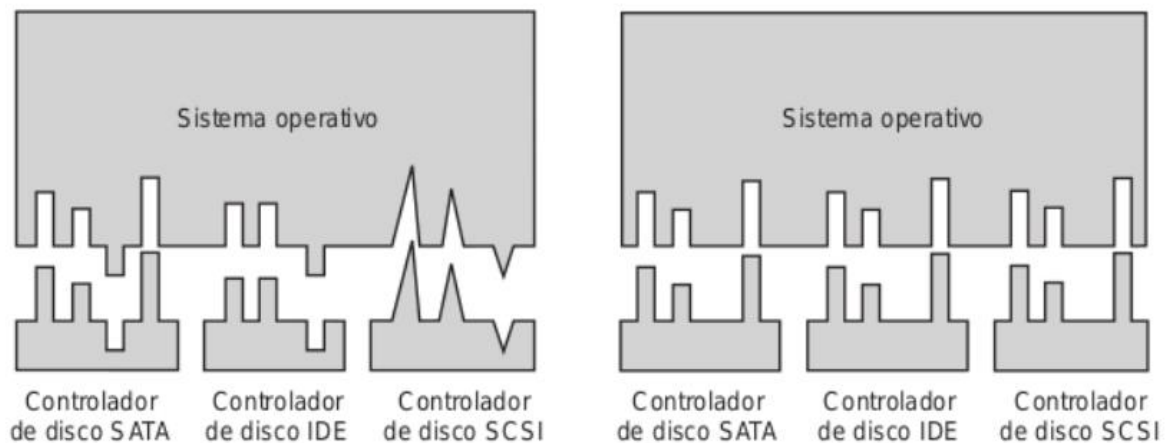 Sistema operativo
Sistema operativo
Controlador
de disco SATA
Controlador
de disco IDE
Controlador
de disco SCSI
Controlador
de disco SATA
Controlador
de disco IDE
Controlador
de disco SCSI